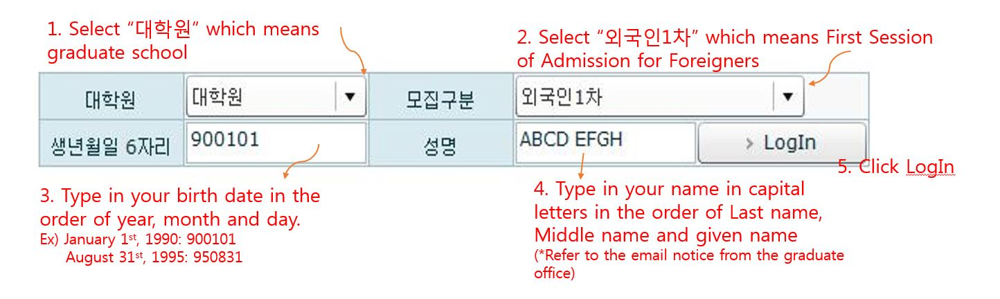 1. Select “대학원” which means
graduate school
2. Select “외국인1차” which means First Session
of Admission for Foreigners
대학원 대학원 모집구분 외국인1차
생년월일 6자리 900101 성명 ABCD EFGH > LogIn
5. Click LogIn
3. Type in your birth date in the
order of year, month and day.
Ex) January 1st, 1990: 900101
August 31st, 1995: 950831
4. Type in your name in capital
letters in the order of Last name,
Middle name and given name
(*Refer to the email notice from the graduate
office)